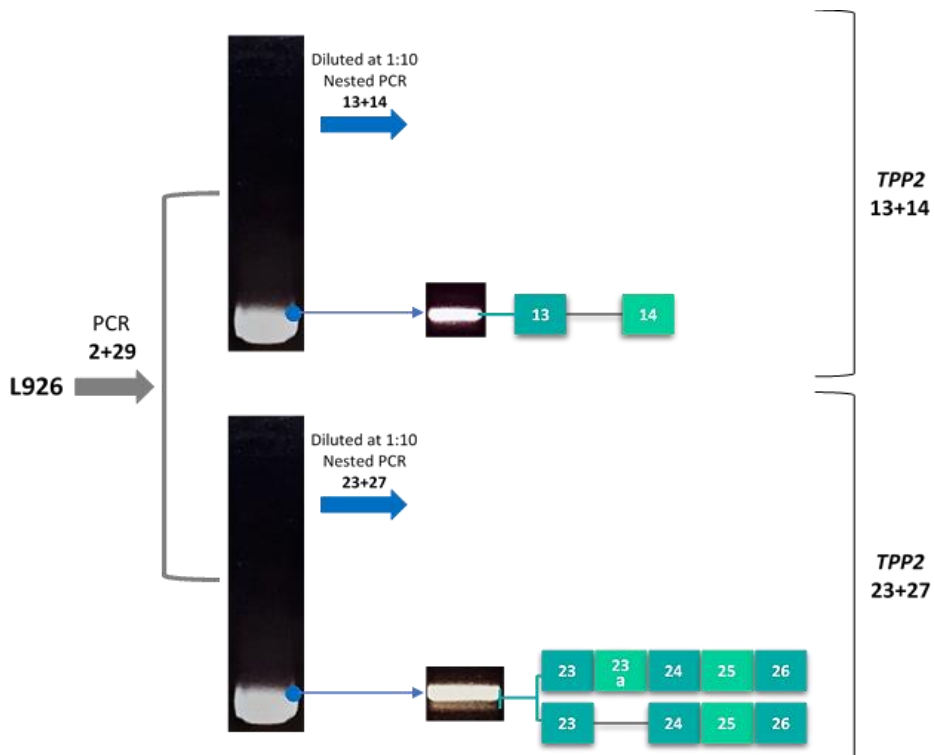 L926
PCR
2+29
Diluted at 1:10
Nested PCR
13+14
13
14
TPP2
13+14
Diluted at 1:10
Nested PCR
23+27
23
23
a
24
25
26
23
24
25
26
TPP2
23+27